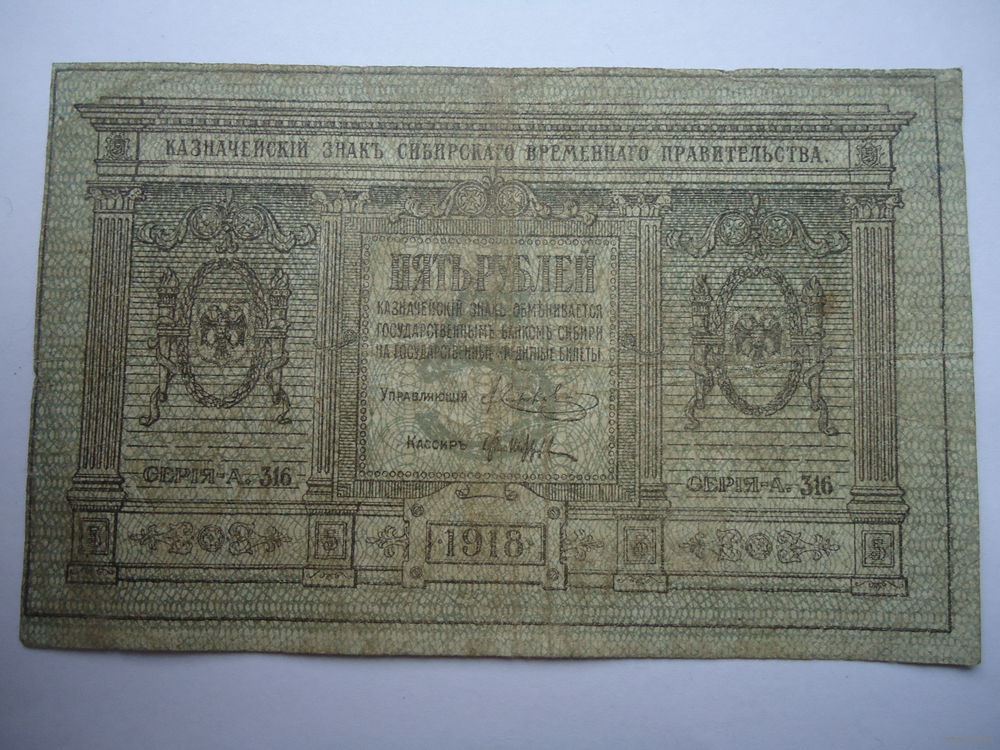 КАЗНАЧЕЙСКІЙ ЗНАКЪ СИБИРСКАГО ВРЕМЕННАГО ПРАВИТЕЛЬСТВА.
ПЯТЬ РУБЛЕЙ
КАЗНАЧЕЙСКІЙ ЗНАКЪ ОБМѢНИВАЕТСЯ
ГОСУДАРСТВЕННЫМЪ БАНКОМЪ СИБИРИ
НА ГОСУДАРСТВЕННЫЕ КРЕДИТНЫЕ БИЛЕТЫ.
УПРАВЛЯЮЩІЙ
КАССИРЪ
СЕРІЯ-А. 316
СЕРІЯ-А. 316
5 5 1918 5 5